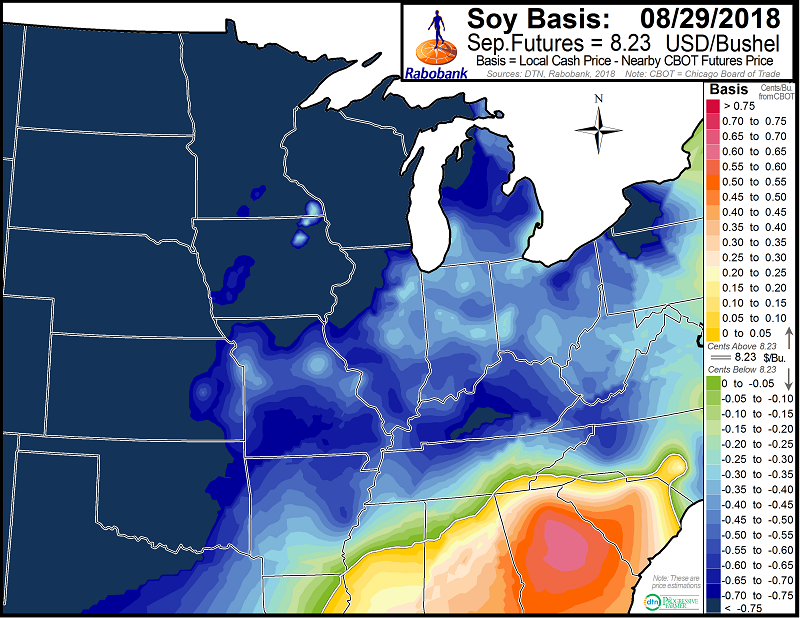 Soy Basis: 08/29/2018
Sep.Futures = 8.23 USD/Bushel
Basis = Local Cash Price - Nearby CBOT Futures Price
Rabobank
Sources: DTN, Rabobank, 2018 Note: CBOT = Chicago Board of Trade
N
Basis Cents/Bu. from CBOT
> 0.75
0.70 to 0.75
0.65 to 0.70
0.60 to 0.65
0.55 to 0.60
0.50 to 0.55
0.45 to 0.50
0.40 to 0.45
0.35 to 0.40
0.30 to 0.35
0.25 to 0.30
0.20 to 0.25
0.15 to 0.20
0.10 to 0.15
0.05 to 0.10
0 to 0.05
Cents Above 8.23
8.23 $/Bu.
Cents Below 8.23
0 to -0.05
-0.05 to -0.10
-0.10 to -0.15
-0.15 to -0.20
-0.20 to -0.25
-0.25 to -0.30
-0.30 to -0.35
-0.35 to -0.40
-0.40 to -0.45
-0.45 to -0.50
-0.50 to -0.55
-0.55 to -0.60
-0.60 to -0.65
-0.65 to -0.70
-0.70 to -0.75
< -0.75
Note: These are
price estimations
dtn PROGRESSIVE
FARMER